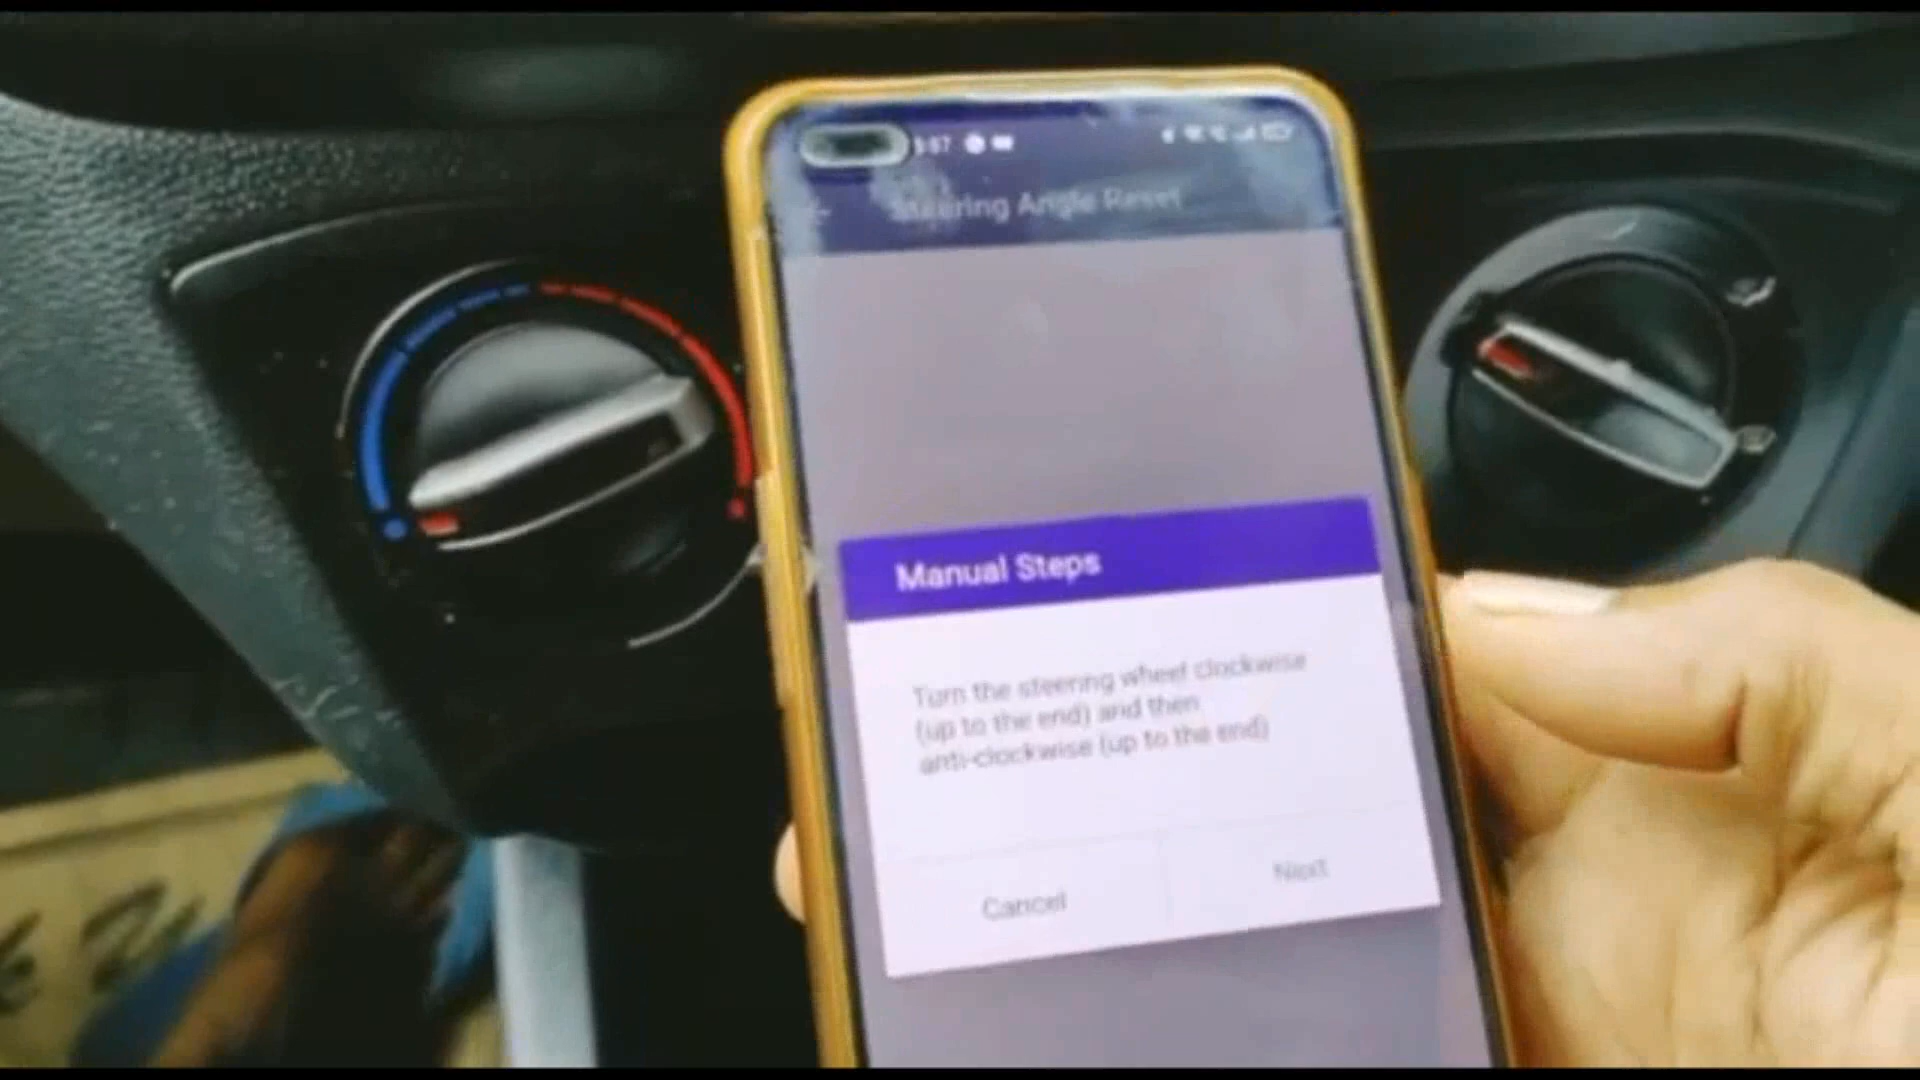 Steering Angle Reset
Manual Steps
Turn the steering wheel clockwise
(up to the end) and then
anti-clockwise (up to the end)
Cancel
Next